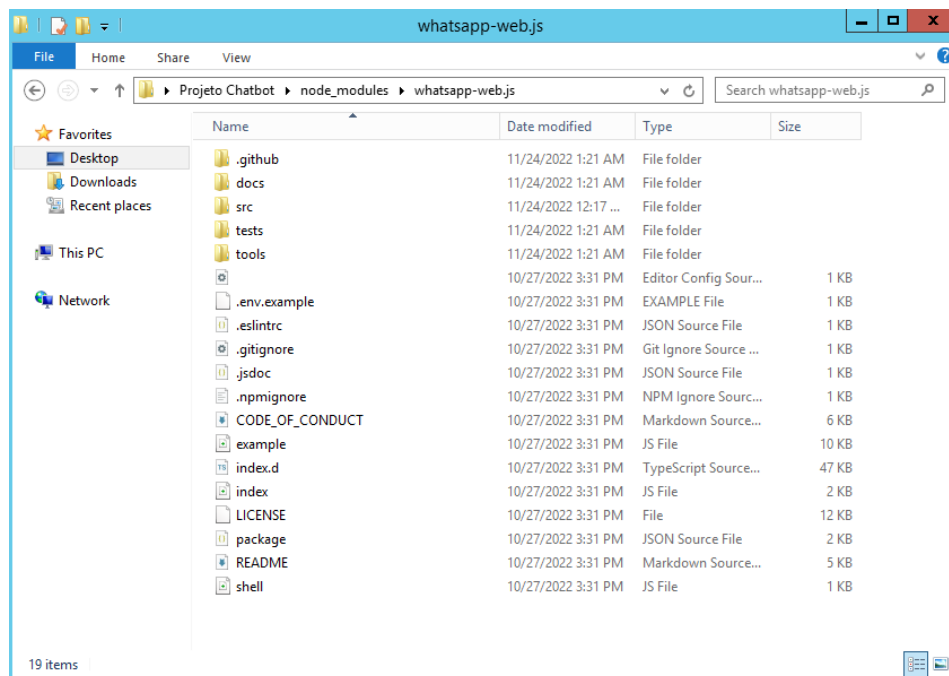 whatsapp-web.js
File Home Share View
Projeto Chatbot node_modules whatsapp-web.js Search whatsapp-web.js
Name Date modified Type Size
Favorites
Desktop
Downloads
Recent places
This PC
Network
.github 11/24/2022 1:21 AM File folder
docs 11/24/2022 1:21 AM File folder
src 11/24/2022 12:17 ... File folder
tests 11/24/2022 1:21 AM File folder
tools 11/24/2022 1:21 AM File folder
10/27/2022 3:31 PM Editor Config Sour... 1 KB
.env.example 10/27/2022 3:31 PM EXAMPLE File 1 KB
.eslintrc 10/27/2022 3:31 PM JSON Source File 1 KB
.gitignore 10/27/2022 3:31 PM Git Ignore Source ... 1 KB
.jsdoc 10/27/2022 3:31 PM JSON Source File 1 KB
.npmignore 10/27/2022 3:31 PM NPM Ignore Sourc... 1 KB
CODE_OF_CONDUCT 10/27/2022 3:31 PM Markdown Source... 6 KB
example 10/27/2022 3:31 PM JS File 10 KB
index.d 10/27/2022 3:31 PM TypeScript Source... 47 KB
index 10/27/2022 3:31 PM JS File 2 KB
LICENSE 10/27/2022 3:31 PM File 12 KB
package 10/27/2022 3:31 PM JSON Source File 2 KB
README 10/27/2022 3:31 PM Markdown Source... 5 KB
shell 10/27/2022 3:31 PM JS File 1 KB
19 items